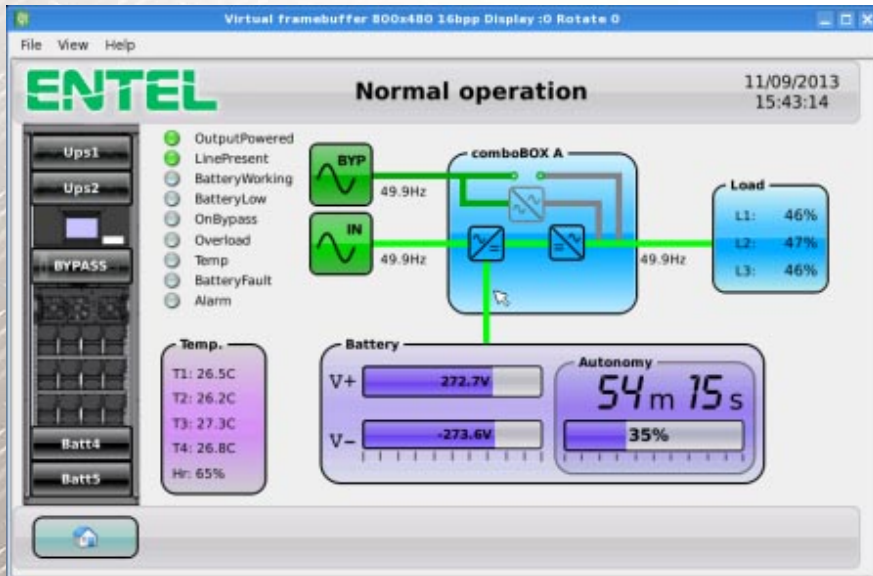 Virtual framebuffer 800x480 16bpp Display :0 Rotate 0
File View Help
ENTEL
Normal operation
11/09/2013
15:43:14
Ups1
Ups2
BYPASS
Batt4
Batt5
OutputPowered
LinePresent
BatteryWorking
BatteryLow
OnBypass
Overload
Temp
BatteryFault
Alarm
BYP
49.9Hz
IN
49.9Hz
comboBOX A
49.9Hz
Load
L1: 46%
L2: 47%
L3: 46%
Temp.
T1: 26.5C
T2: 26.2C
T3: 27.3C
T4: 26.8C
Hr: 65%
Battery
V+ 272.7V
V- -273.6V
Autonomy
54 m 15 s
35%